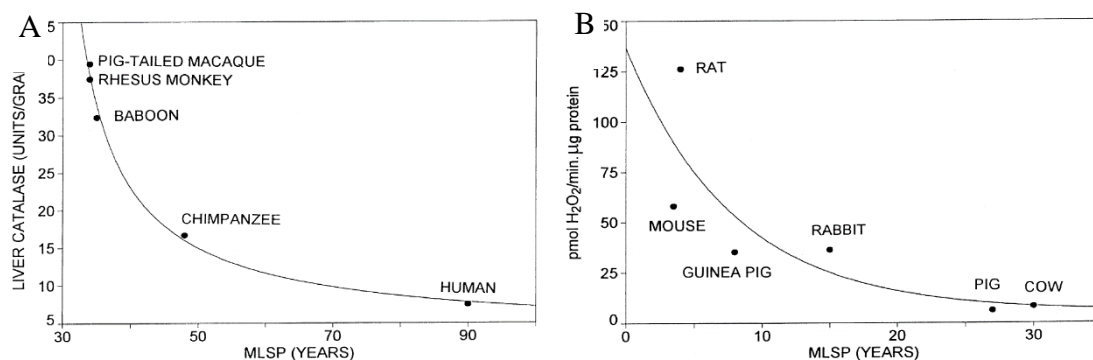 A
5
0
35
30
25
20
15
10
5
LIVER CATALASE (UNITS/GRA
PIG-TAILED MACAQUE
RHESUS MONKEY
BABOON
CHIMPANZEE
HUMAN
30 50 70 90
MLSP (YEARS)
B
125
100
75
50
25
0
pmol H₂O₂/min.µg protein
RAT
MOUSE
GUINEA PIG
RABBIT
PIG
COW
0 10 20 30
MLSP (YEARS)